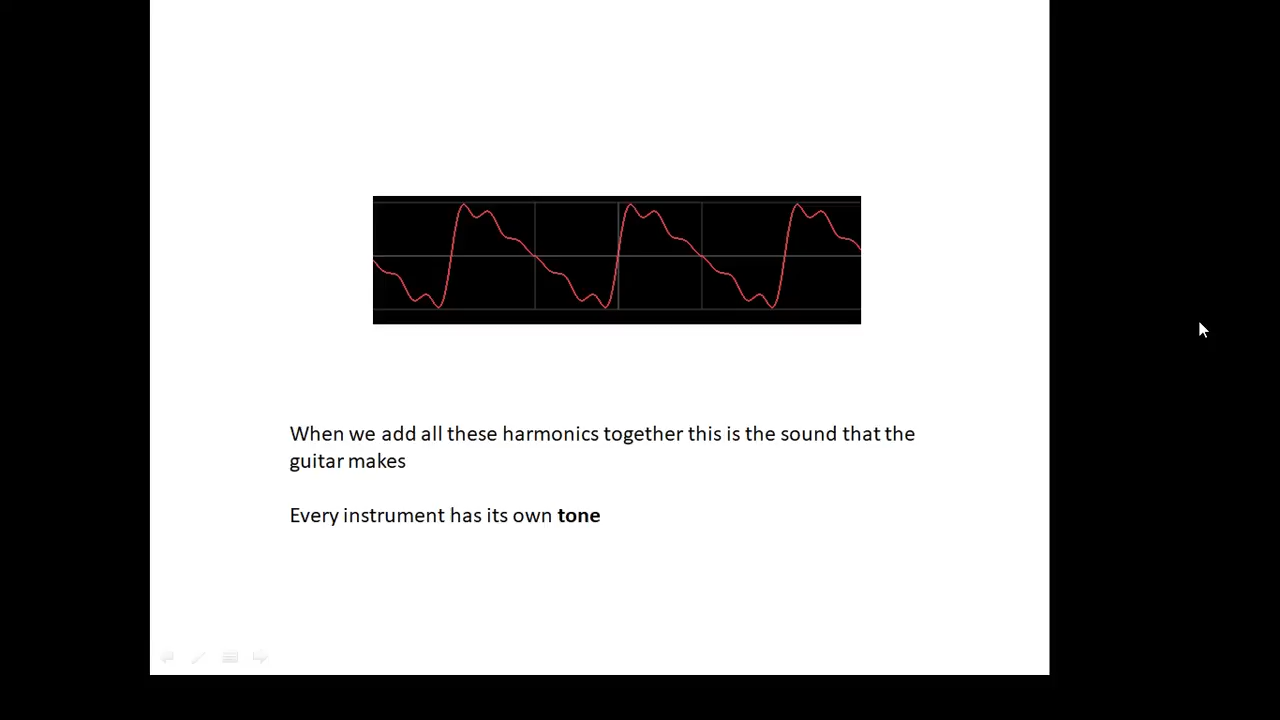 When we add all these harmonics together this is the sound that the
guitar makes
Every instrument has its own tone